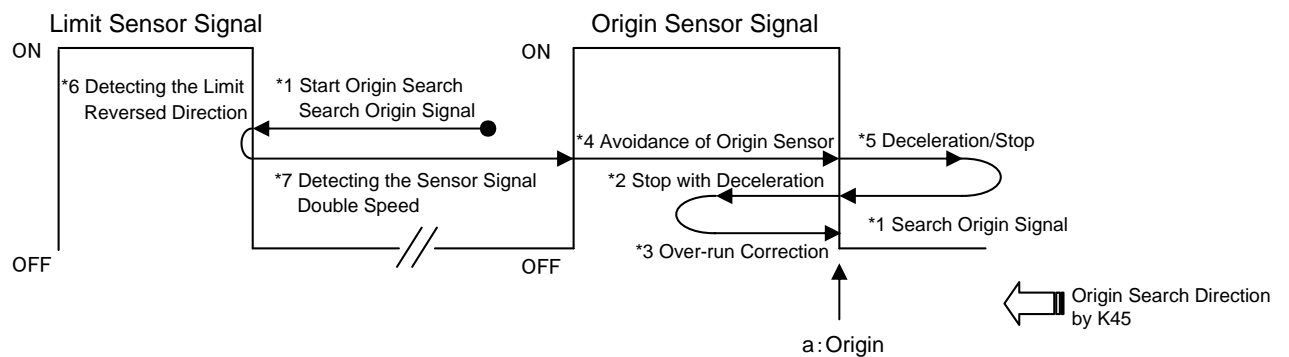 Limit Sensor Signal
Origin Sensor Signal
ON
ON
*6 Detecting the Limit
Reversed Direction
*1 Start Origin Search
Search Origin Signal
*4 Avoidance of Origin Sensor
*5 Deceleration/Stop
*7 Detecting the Sensor Signal
Double Speed
*2 Stop with Deceleration
*1 Search Origin Signal
*3 Over-run Correction
OFF
OFF
Origin Search Direction
by K45
a:Origin